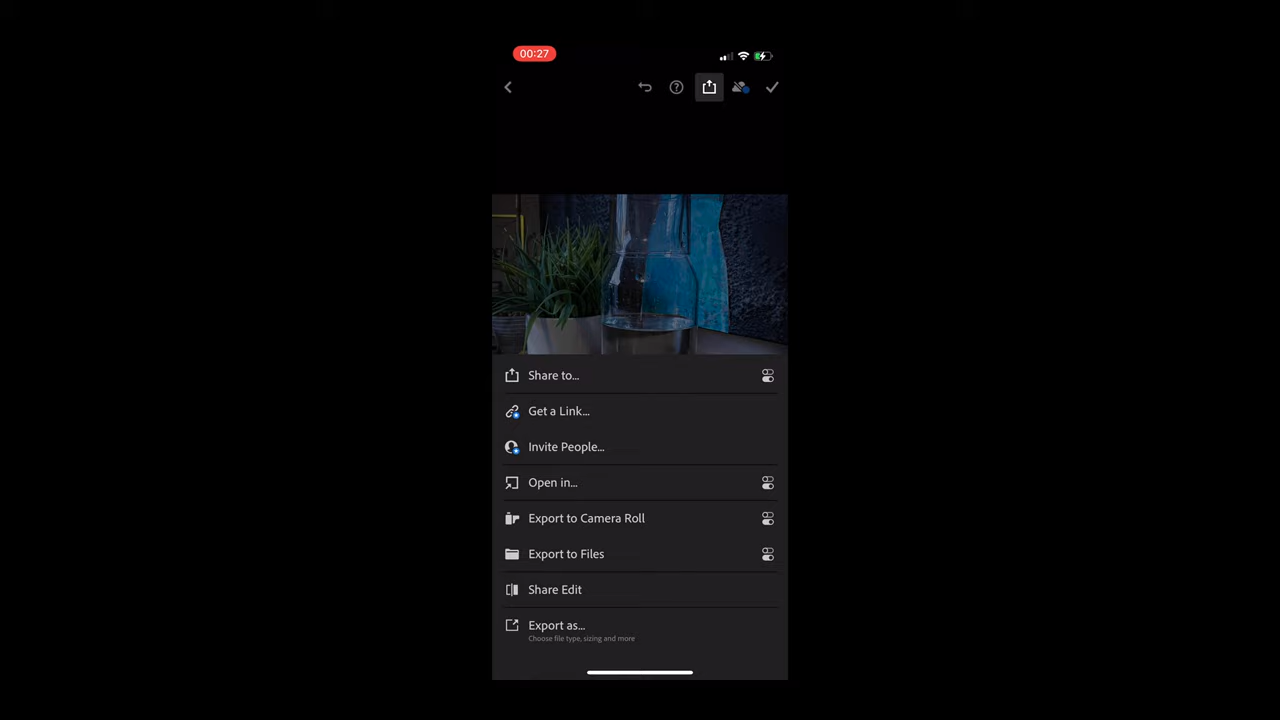 00:27
Share to...
Get a Link...
Invite People...
Open in...
Export to Camera Roll
Export to Files
Share Edit
Export as...
Choose file type, sizing and more